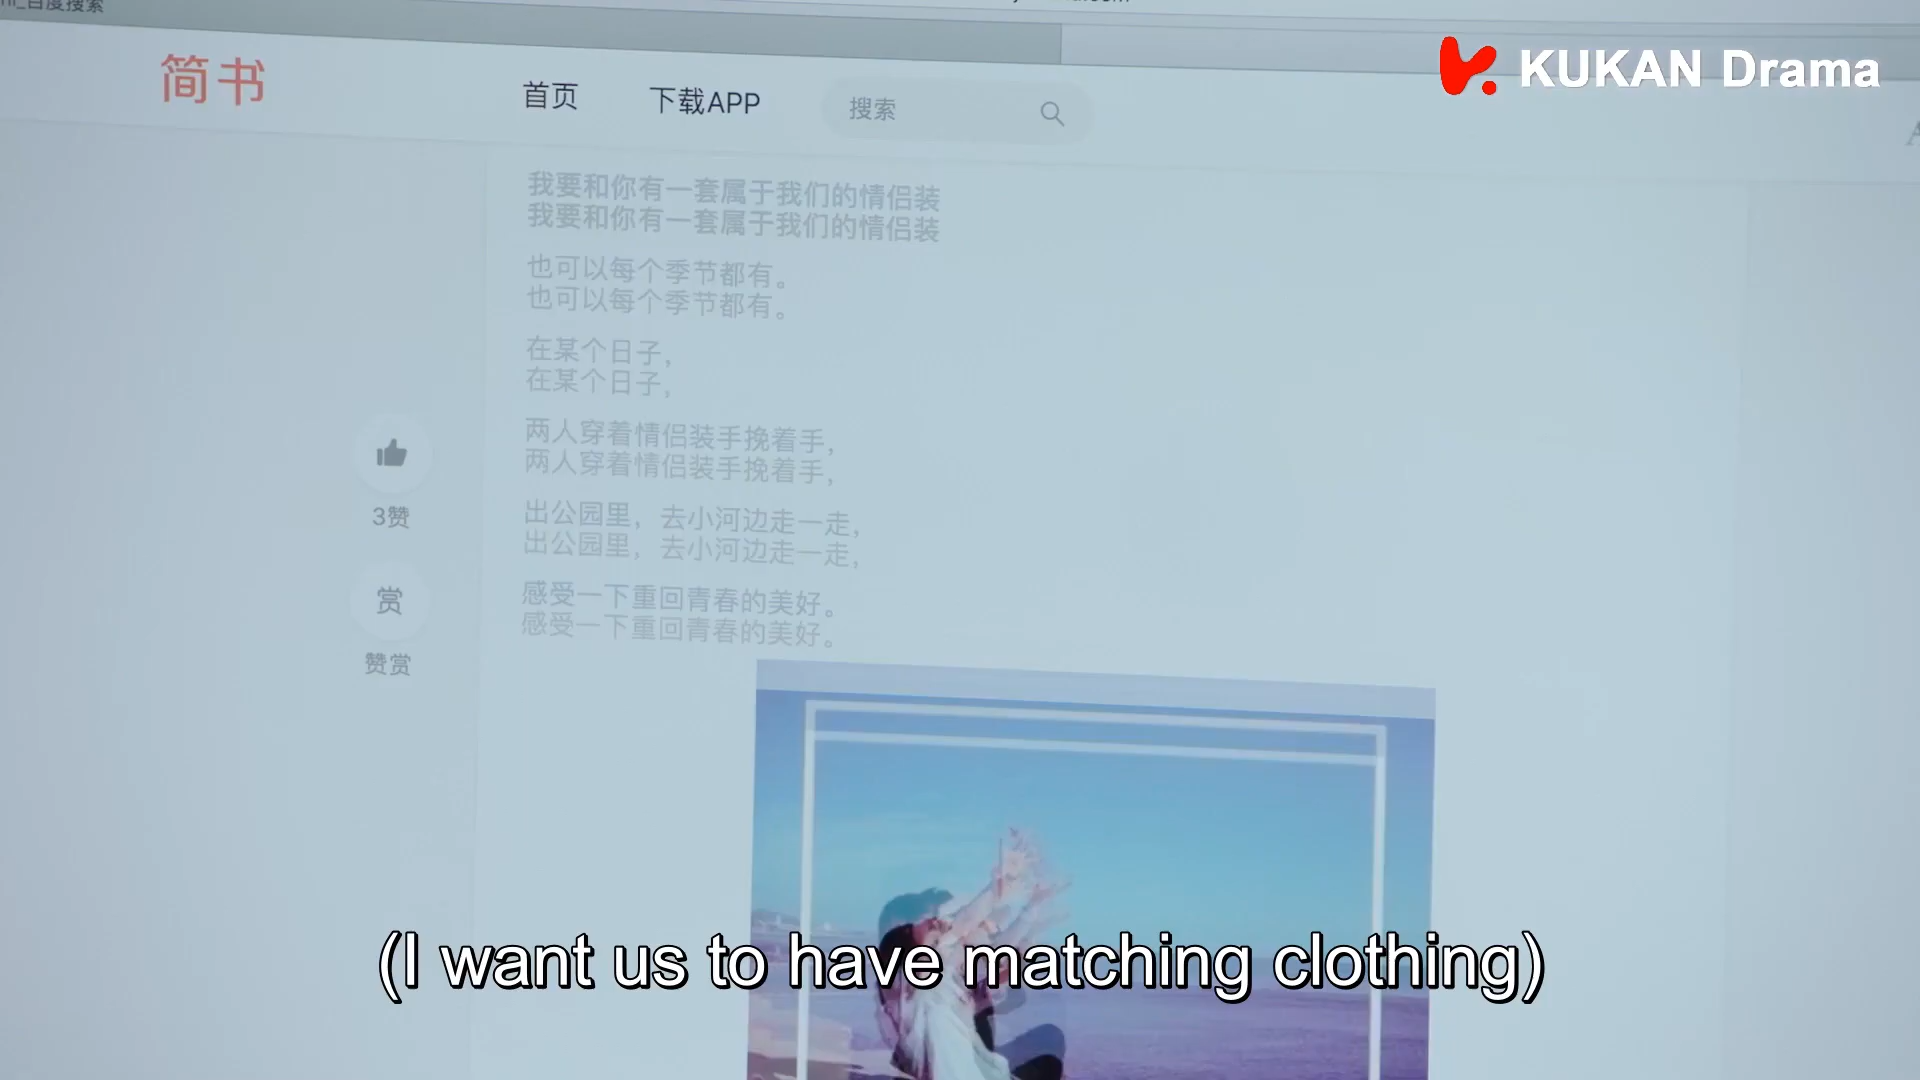 百度搜索
KUKAN Drama
简书
首页
下载APP
搜索
我要和你有一套属于我们的情侣装
我要和你有一套属于我们的情侣装
也可以每个季节都有。
也可以每个季节都有。
在某个日子,
在某个日子,
两人穿着情侣装手挽着手,
两人穿着情侣装手挽着手,
出公园里，去小河边走一走,
出公园里，去小河边走一走,
感受一下重回青春的美好。
感受一下重回青春的美好。
3赞
赏
赞赏
(I want us to have matching clothing)